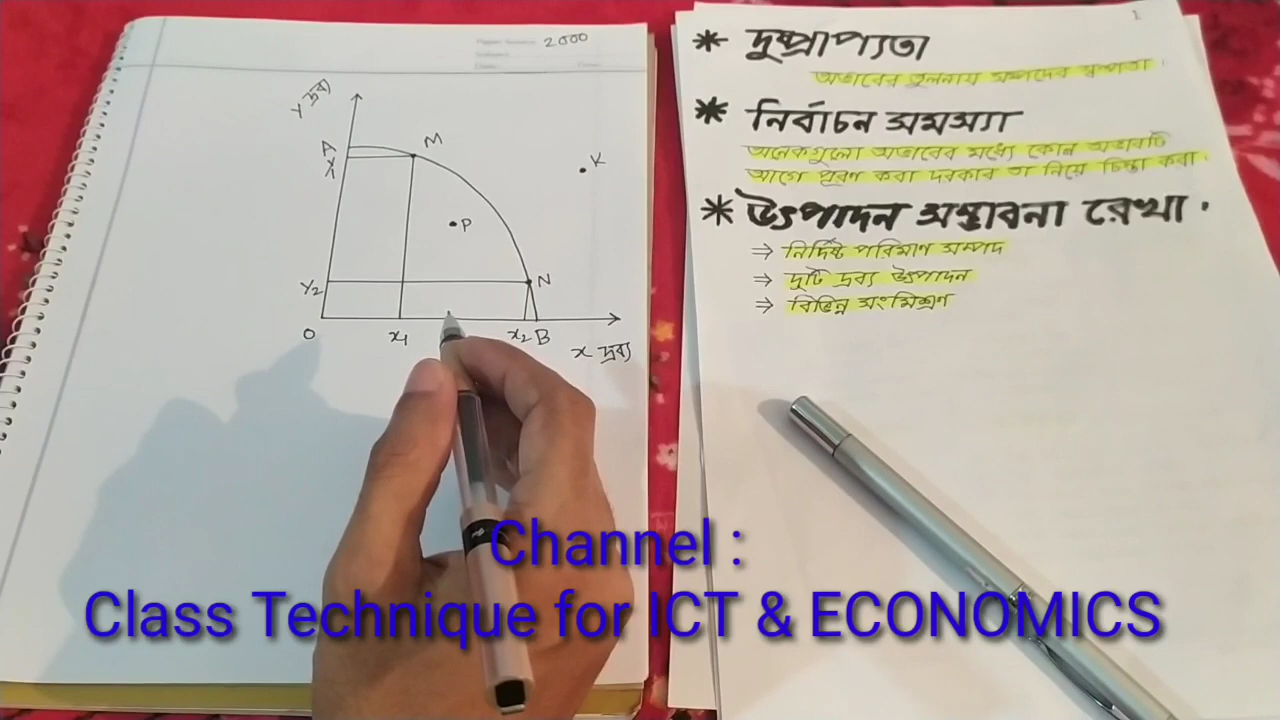 2000
Y দ্রব্য
A
M
Y1
K
P
Y2
N
O
x1
x2 B
x দ্রব্য
1
* দুষ্প্রাপ্যতা
অভাবের তুলনায় সম্পদের স্বল্পতা।
* নির্বাচন সমস্যা
অনেকগুলো অভাবের মধ্যে কোন অভাবটি
আগে পূরণ করা দরকার তা নিয়ে চিন্তা করা।
* উৎপাদন সম্ভাবনা রেখা.
⇒ নির্দিষ্ট পরিমাণ সম্পদ
⇒ দুটি দ্রব্য উৎপাদন
⇒ বিভিন্ন সংমিশ্রণ
Channel :
Class Technique for ICT & ECONOMICS